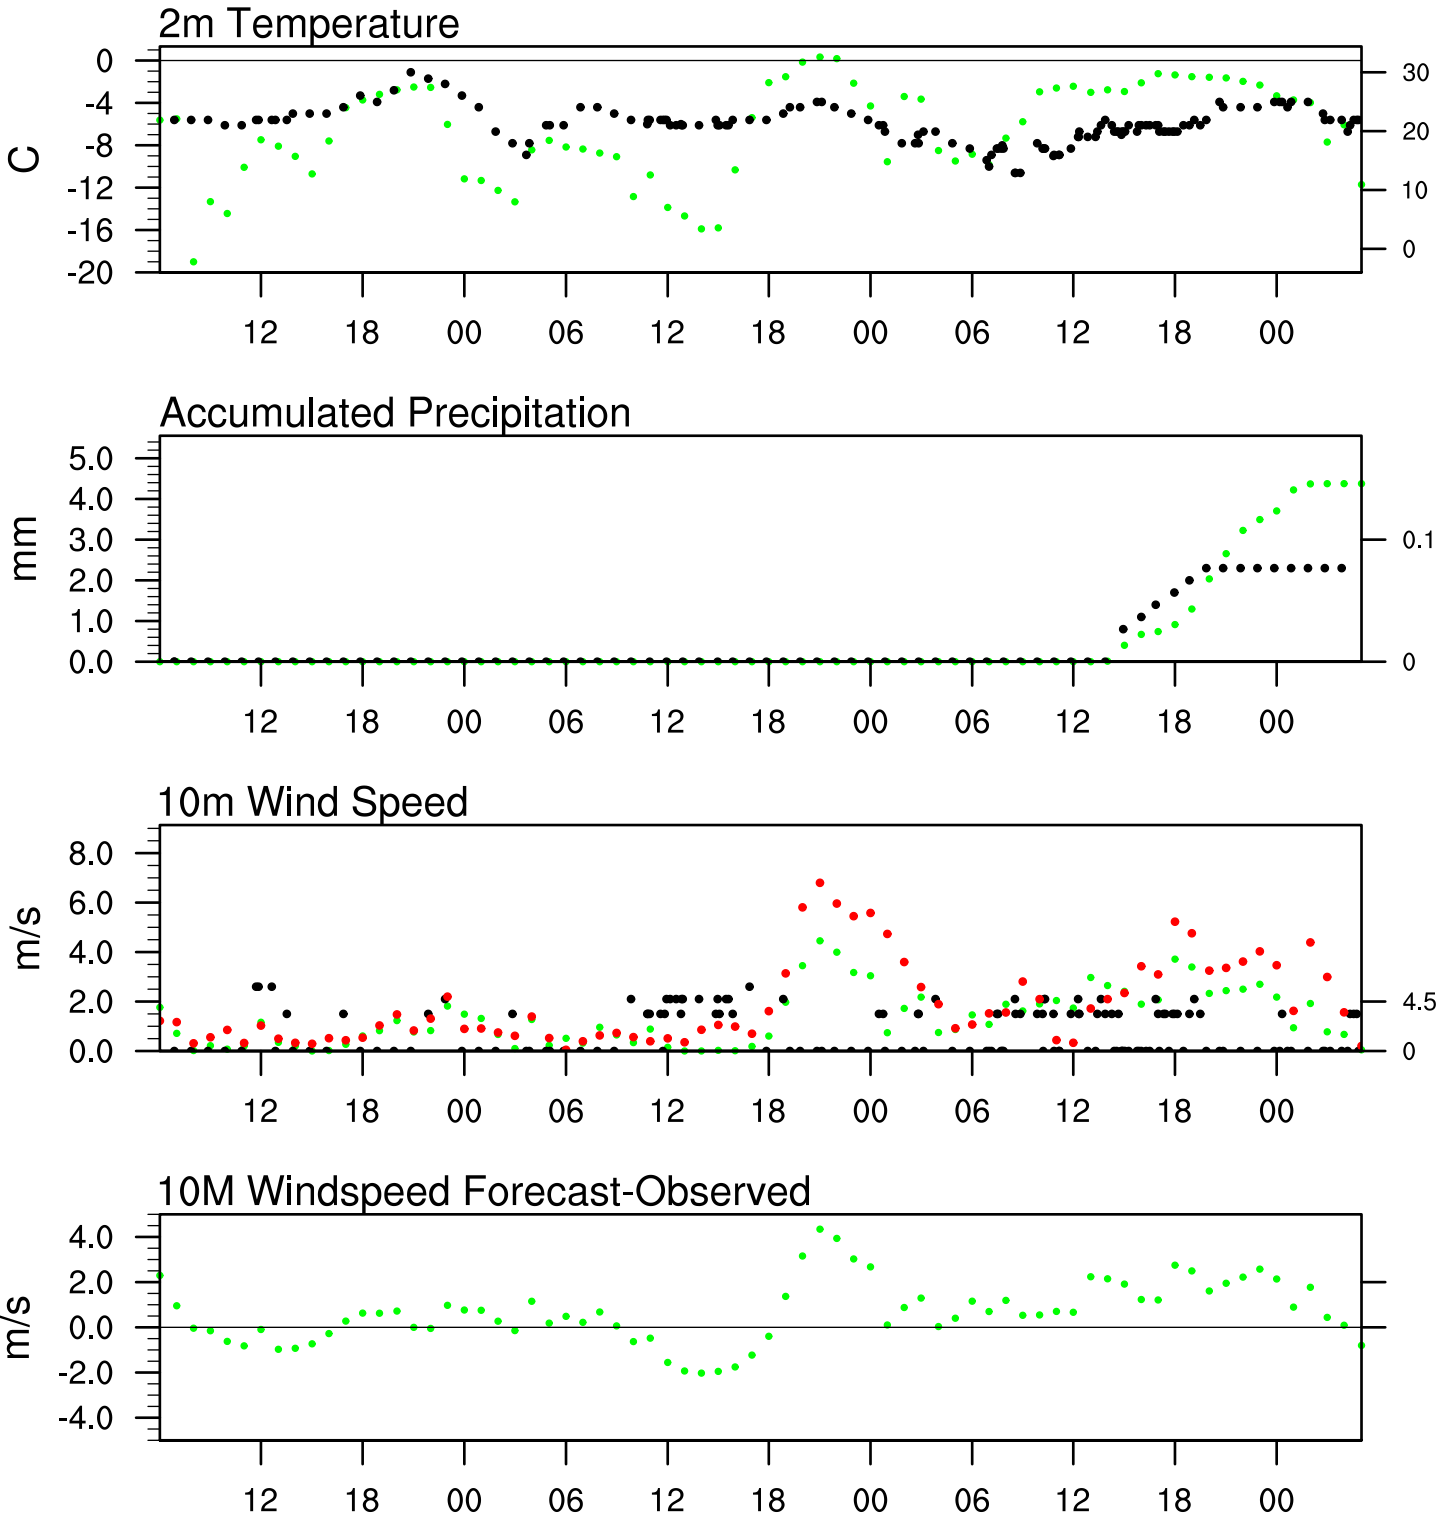 2m Temperature
0
-4
-8
-12
-16
-20
C
30
20
10
0
12 18 00 06 12 18 00 06 12 18 00
Accumulated Precipitation
5.0
4.0
3.0
2.0
1.0
0.0
mm
0.1
0
12 18 00 06 12 18 00 06 12 18 00
10m Wind Speed
8.0
6.0
4.0
2.0
0.0
m/s
4.5
0
12 18 00 06 12 18 00 06 12 18 00
10M Windspeed Forecast-Observed
4.0
2.0
0.0
-2.0
-4.0
m/s
12 18 00 06 12 18 00 06 12 18 00